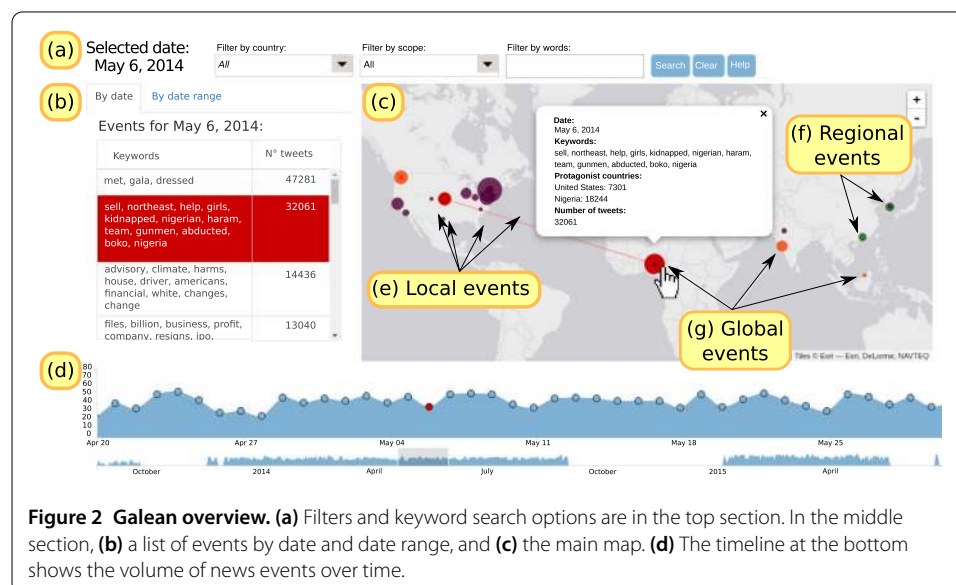 (a) Selected date:
May 6, 2014
Filter by country:
All
Filter by scope:
All
Filter by words:
Search Clear Help
(b) By date By date range
Events for May 6, 2014:
Keywords N° tweets
met, gala, dressed 47281
sell, northeast, help, girls, 32061
kidnapped, nigerian, haram,
team, gunmen, abducted,
boko, nigeria
advisory, climate, harms, 14436
house, driver, americans,
financial, white, changes,
change
files, billion, business, profit, 13040
company, resigns, ipo,
(c)
+
-
×
Date:
May 6, 2014
Keywords:
sell, northeast, help, girls, kidnapped, nigerian, haram,
team, gunmen, abducted, boko, nigeria
Protagonist countries:
United States: 7301
Nigeria: 18244
Number of tweets:
32061
(f) Regional
events
(e) Local events
(g) Global
events
Tiles © Esri — Esri, DeLorme, NAVTEQ
(d)
80
70
60
50
40
30
20
10
0
Apr 20 Apr 27 May 04 May 11 May 18 May 25
October 2014 April July October 2015 April
Figure 2 Galean overview. (a) Filters and keyword search options are in the top section. In the middle
section, (b) a list of events by date and date range, and (c) the main map. (d) The timeline at the bottom
shows the volume of news events over time.